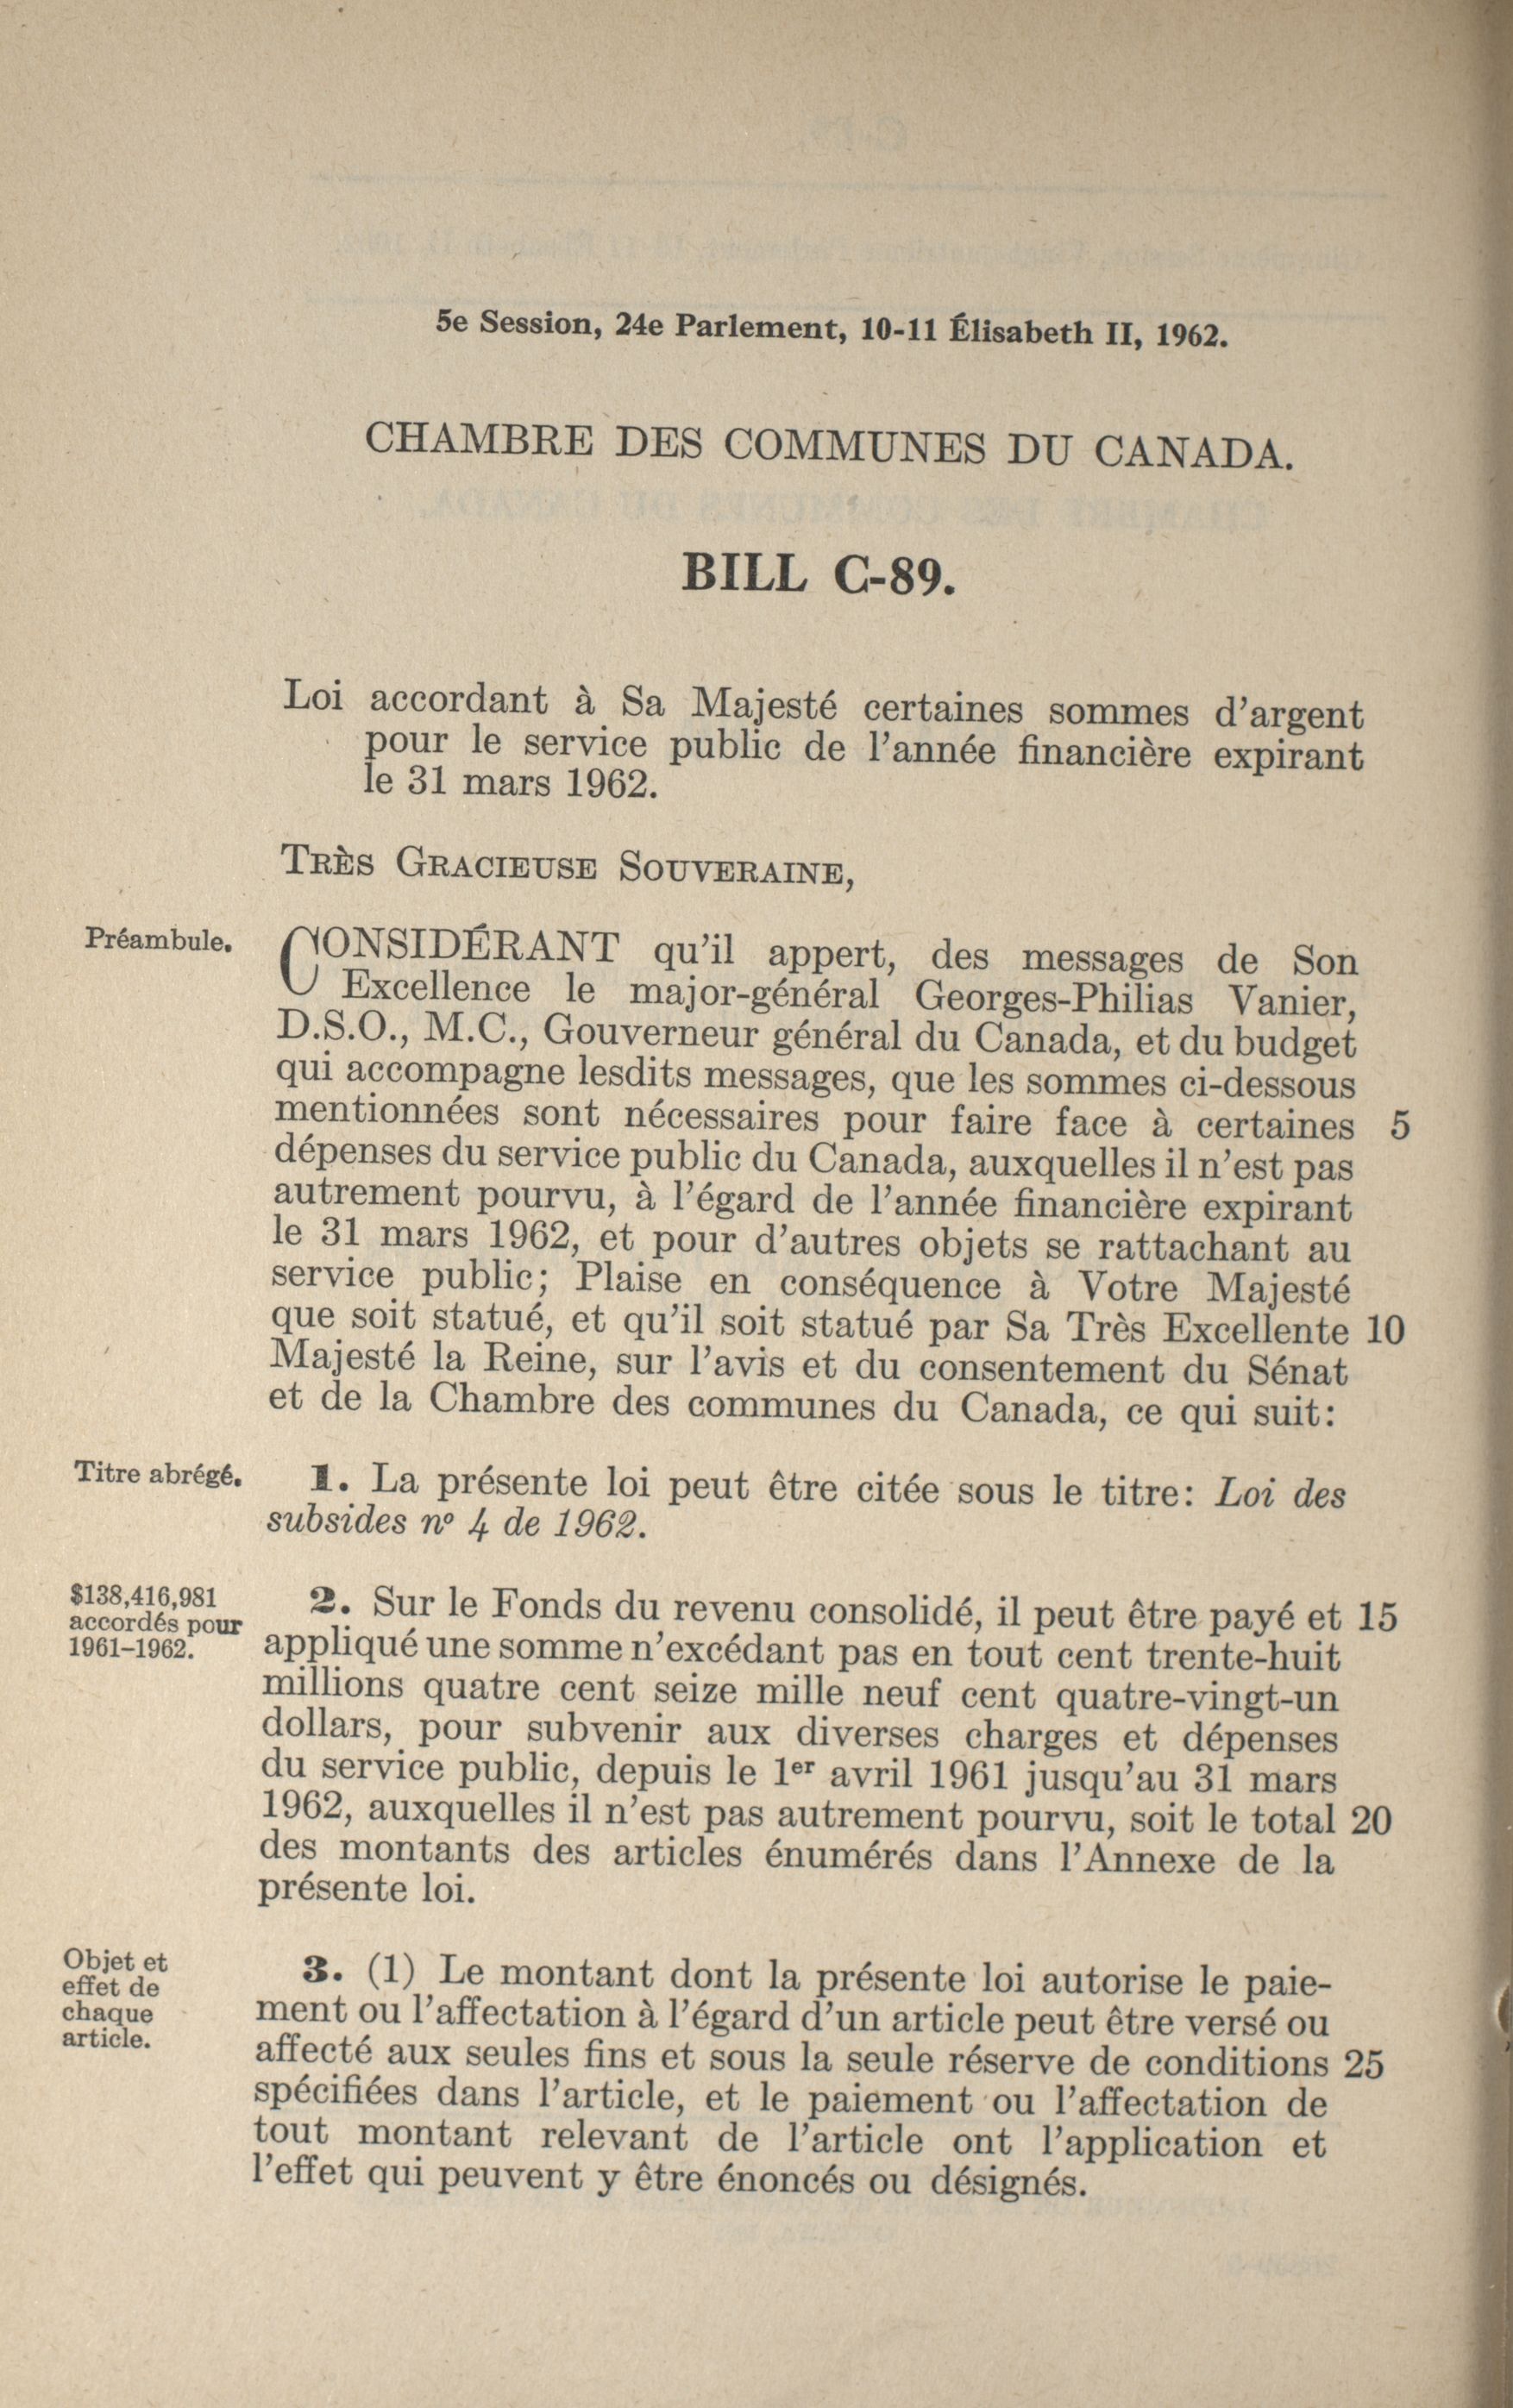 5e Session, 24e Parlement, 10-11 Élisabeth II, 1962.
CHAMBRE DES COMMUNES DU CANADA.
BILL C-89.
Loi accordant à Sa Majesté certaines sommes d'argent
pour le service public de l'année financière expirant
le 31 mars 1962.
TRÈS GRACIEUSE SOUVERAINE,
Préambule.
CONSIDÉRANT qu'il appert, des messages de Son
Excellence le major-général Georges-Philias Vanier,
D.S.O., M.C., Gouverneur général du Canada, et du budget
qui accompagne lesdits messages, que les sommes ci-dessous
mentionnées sont nécessaires pour faire face à certaines 5
dépenses du service public du Canada, auxquelles il n'est pas
autrement pourvu, à l'égard de l'année financière expirant
le 31 mars 1962, et pour d'autres objets se rattachant au
service public; Plaise en conséquence à Votre Majesté
que soit statué, et qu'il soit statué par Sa Très Excellente 10
Majesté la Reine, sur l'avis et du consentement du Sénat
et de la Chambre des communes du Canada, ce qui suit:
Titre abrégé.
1. La présente loi peut être citée sous le titre: Loi des
subsides nº 4 de 1962.
$138,416,981
accordés pour
1961-1962.
2. Sur le Fonds du revenu consolidé, il peut être payé et 15
appliqué une somme n'excédant pas en tout cent trente-huit
millions quatre cent seize mille neuf cent quatre-vingt-un
dollars, pour subvenir aux diverses charges et dépenses
du service public, depuis le 1er avril 1961 jusqu'au 31 mars
1962, auxquelles il n'est pas autrement pourvu, soit le total 20
des montants des articles énumérés dans l'Annexe de la
présente loi.
Objet et
effet de
chaque
article.
3. (1) Le montant dont la présente loi autorise le paie-
ment ou l'affectation à l'égard d'un article peut être versé ou
affecté aux seules fins et sous la seule réserve de conditions 25
spécifiées dans l'article, et le paiement ou l'affectation de
tout montant relevant de l'article ont l'application et
l'effet qui peuvent y être énoncés ou désignés.